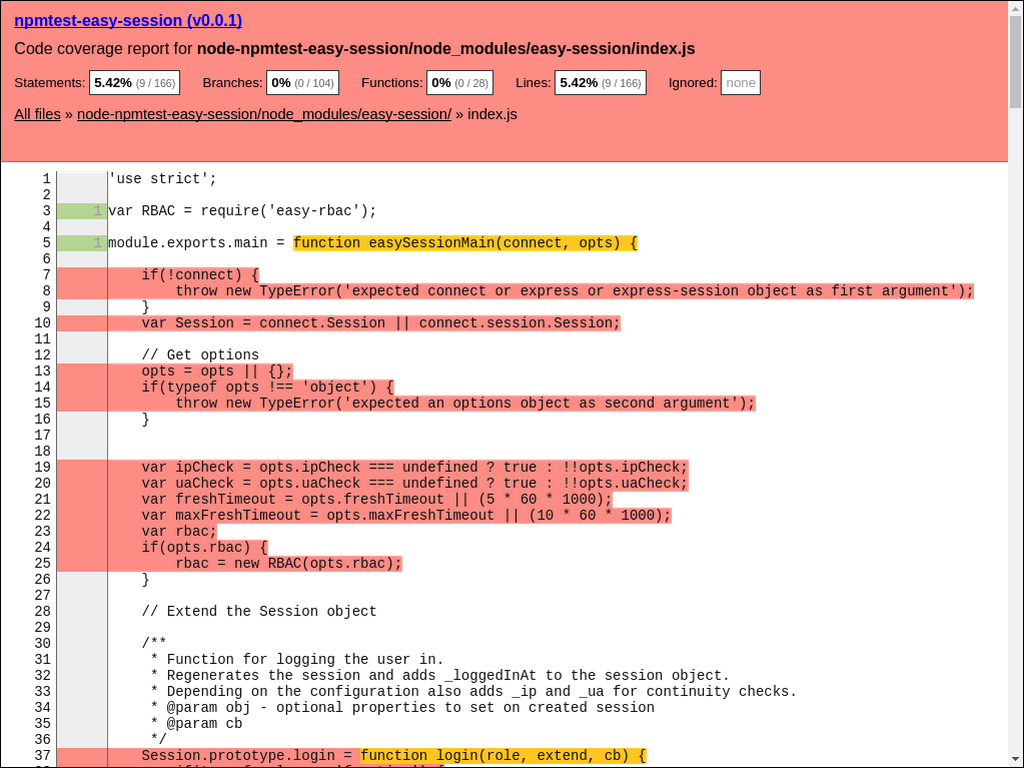 npmtest-easy-session (v0.0.1)
Code coverage report for node-npmtest-easy-session/node_modules/easy-session/index.js
Statements: 5.42% (9 / 166) Branches: 0% (0 / 104) Functions: 0% (0 / 28) Lines: 5.42% (9 / 166) Ignored: none
All files » node-npmtest-easy-session/node_modules/easy-session/ » index.js
1 'use strict';
2
3 1 var RBAC = require('easy-rbac');
4
5 1 module.exports.main = function easySessionMain(connect, opts) {
6
7     if(!connect) {
8         throw new TypeError('expected connect or express or express-session object as first argument');
9     }
10     var Session = connect.Session || connect.session.Session;
11
12     // Get options
13     opts = opts || {};
14     if(typeof opts !== 'object') {
15         throw new TypeError('expected an options object as second argument');
16     }
17
18
19     var ipCheck = opts.ipCheck === undefined ? true : !!opts.ipCheck;
20     var uaCheck = opts.uaCheck === undefined ? true : !!opts.uaCheck;
21     var freshTimeout = opts.freshTimeout || (5 * 60 * 1000);
22     var maxFreshTimeout = opts.maxFreshTimeout || (10 * 60 * 1000);
23     var rbac;
24     if(opts.rbac) {
25         rbac = new RBAC(opts.rbac);
26     }
27
28     // Extend the Session object
29
30     /**
31      * Function for logging the user in.
32      * Regenerates the session and adds _loggedInAt to the session object.
33      * Depending on the configuration also adds _ip and _ua for continuity checks.
34      * @param obj - optional properties to set on created session
35      * @param cb
36      */
37     Session.prototype.login = function login(role, extend, cb) {